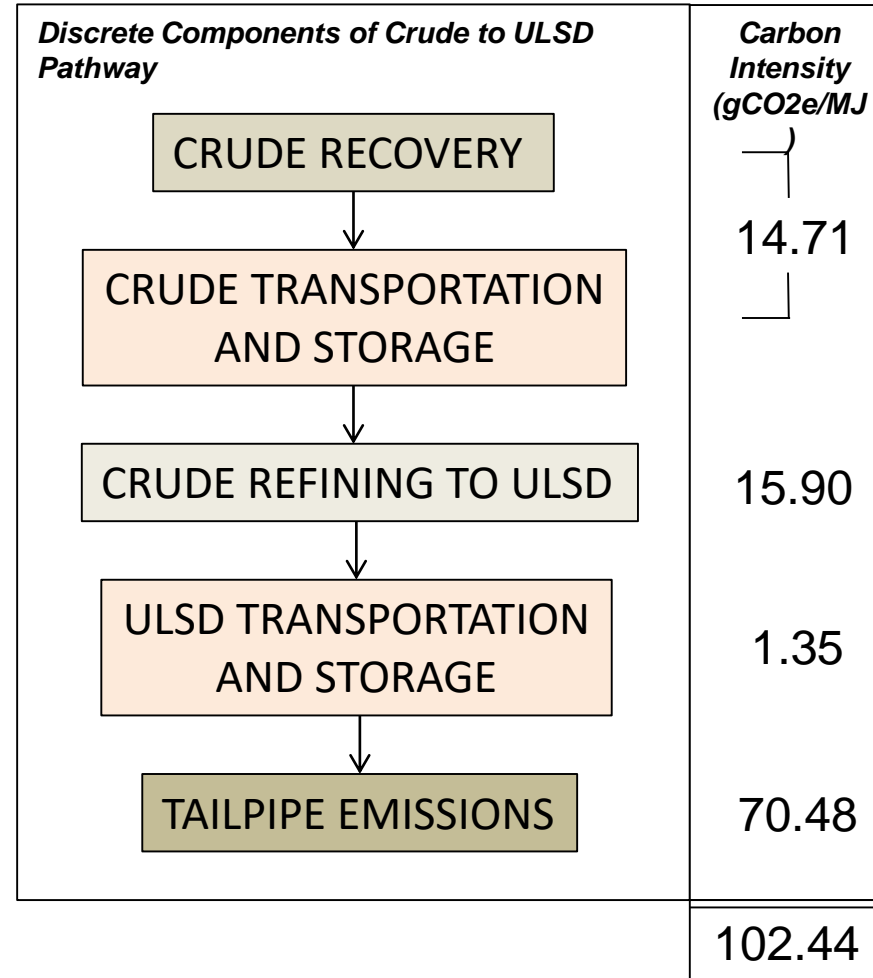 Discrete Components of Crude to ULSD
Pathway
Carbon
Intensity
(gCO2e/MJ
)
CRUDE RECOVERY
14.71
CRUDE TRANSPORTATION
AND STORAGE
CRUDE REFINING TO ULSD
15.90
ULSD TRANSPORTATION
AND STORAGE
1.35
TAILPIPE EMISSIONS
70.48
102.44